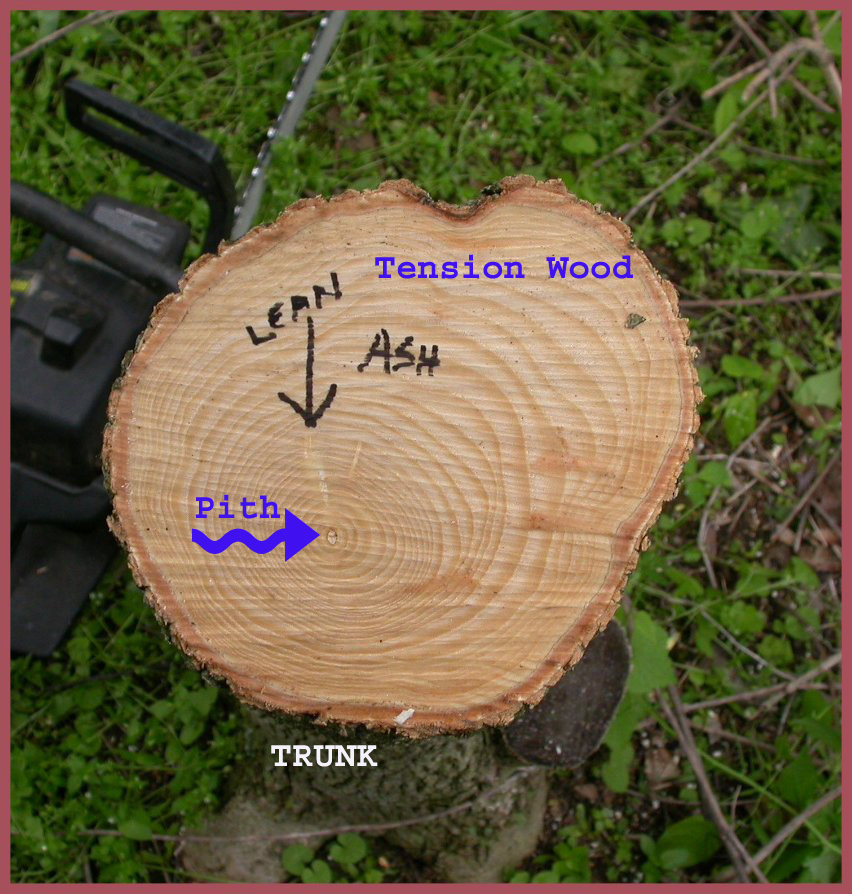 Tension Wood
LEAN
ASH
Pith
TRUNK